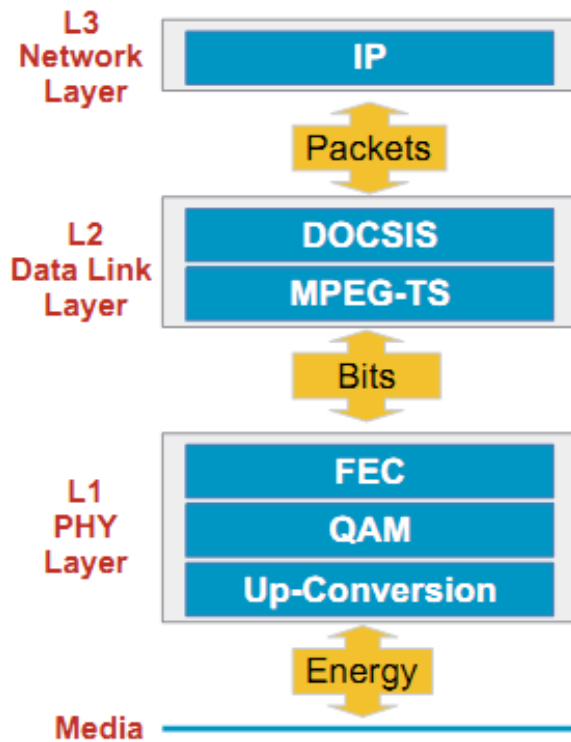 L3
Network
Layer
IP
Packets
L2
Data Link
Layer
DOCSIS
MPEG-TS
Bits
L1
PHY
Layer
FEC
QAM
Up-Conversion
Energy
Media